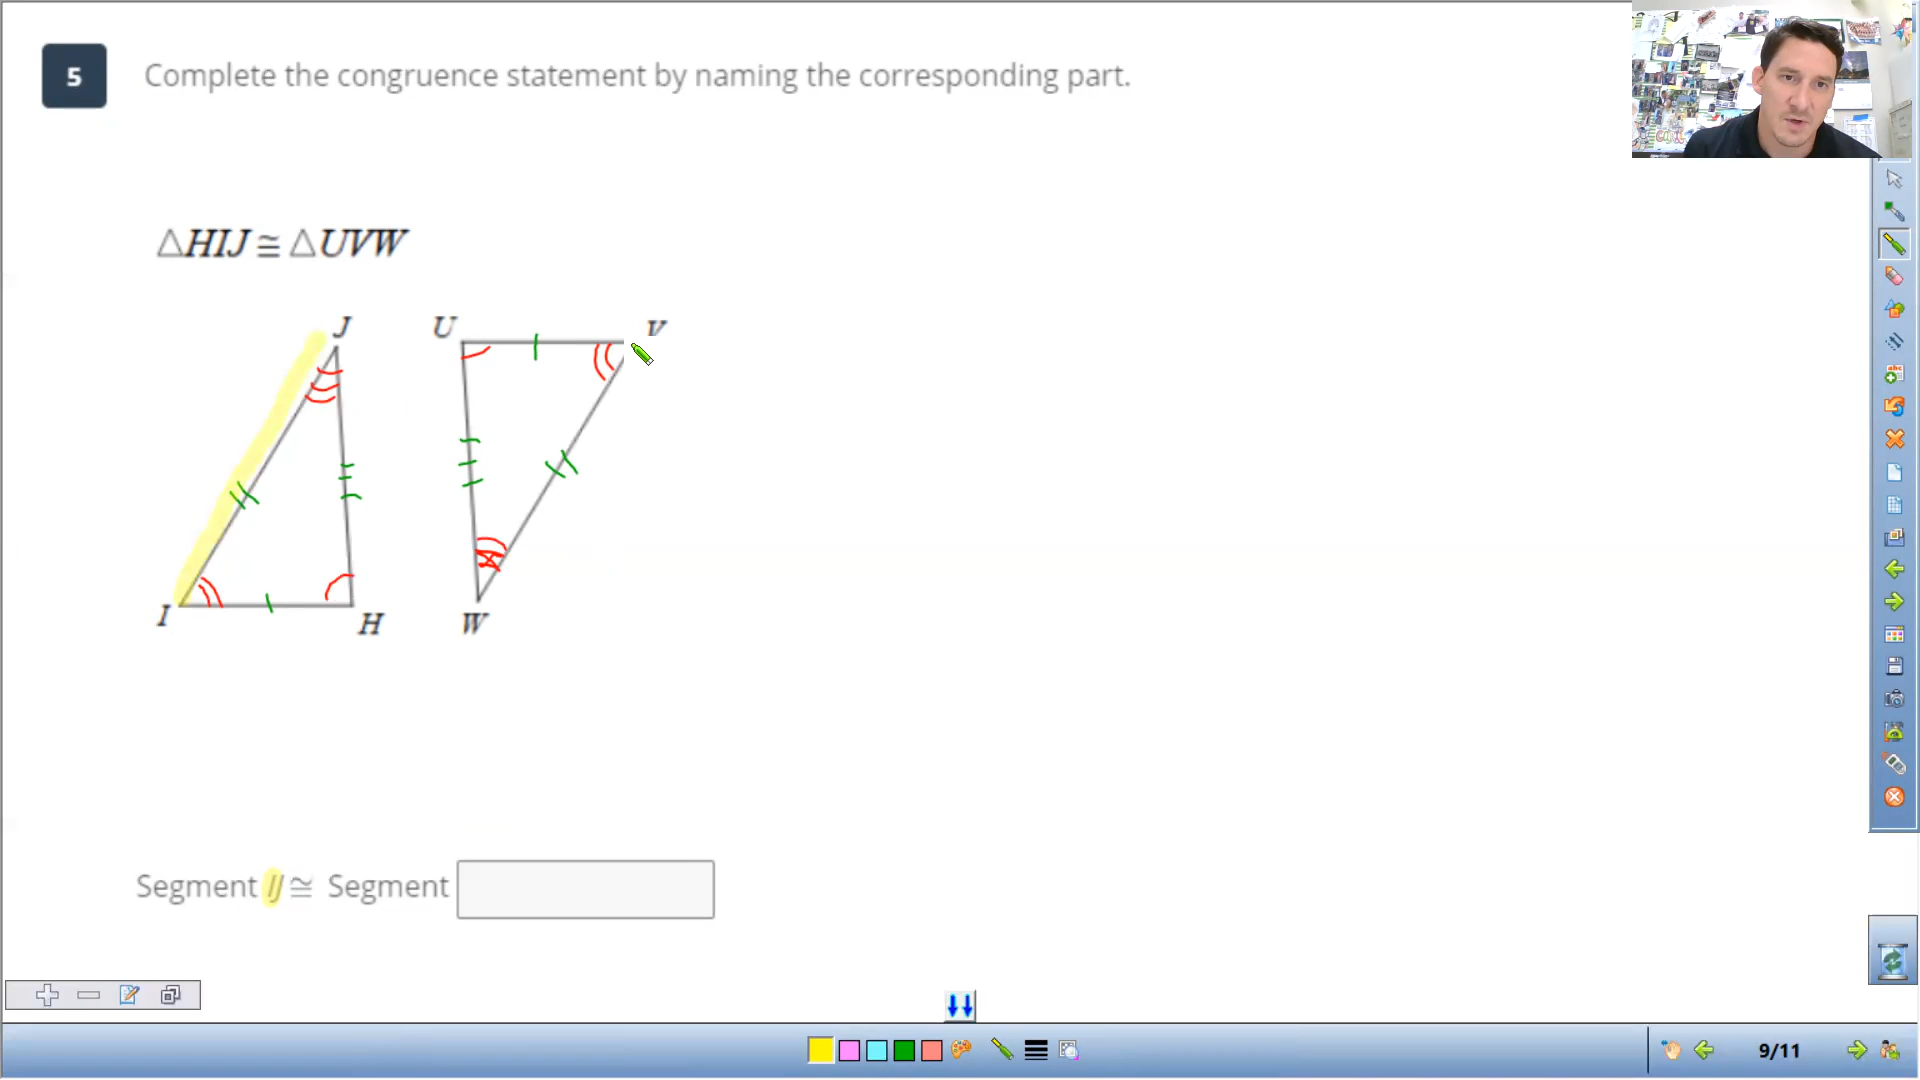 5 Complete the congruence statement by naming the corresponding part.
△HIJ ≅ △UVW
J U V
I H W
Segment IJ ≅ Segment
9/11